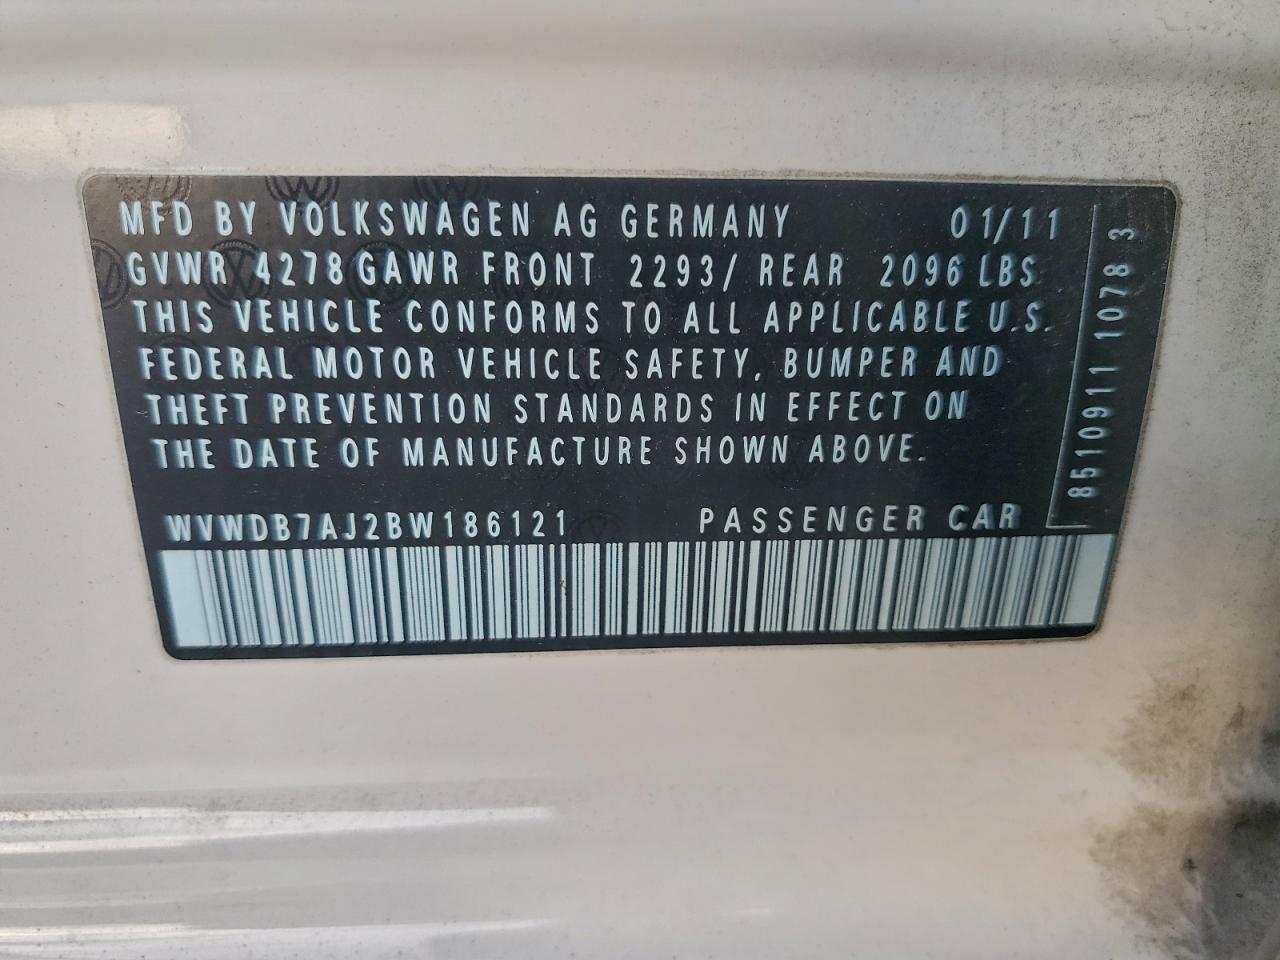 MFD BY VOLKSWAGEN AG GERMANY 01/11
GVWR 4278 GAWR FRONT 2293/ REAR 2096 LBS
THIS VEHICLE CONFORMS TO ALL APPLICABLE U.S.
FEDERAL MOTOR VEHICLE SAFETY, BUMPER AND
THEFT PREVENTION STANDARDS IN EFFECT ON
THE DATE OF MANUFACTURE SHOWN ABOVE.
WVWDB7AJ2BW186121 PASSENGER CAR
8510911 1078 3